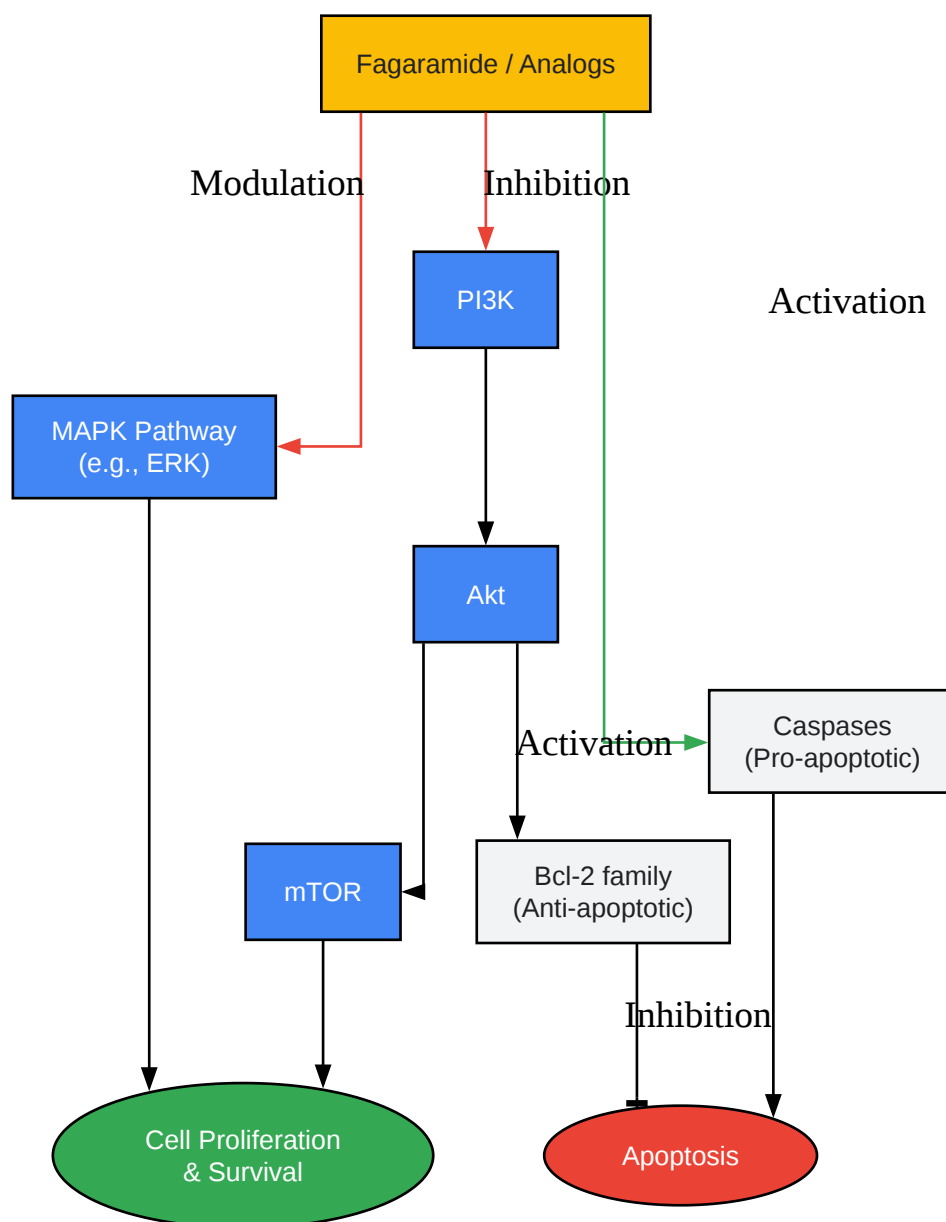 Fagaramide / Analogs
Modulation
Inhibition
PI3K
Activation
MAPK Pathway
(e.g., ERK)
Akt
Caspases
(Pro-apoptotic)
Activation
mTOR
Bcl-2 family
(Anti-apoptotic)
Inhibition
Cell Proliferation
& Survival
Apoptosis